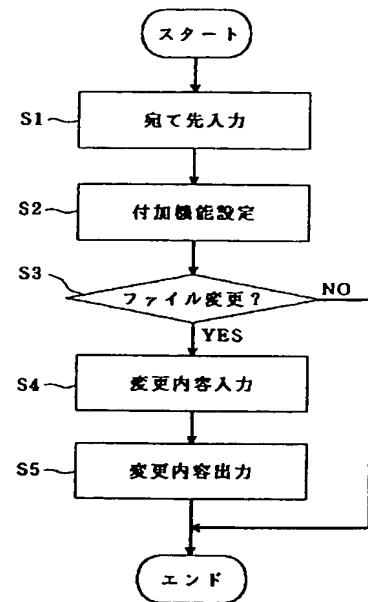 スタート
S1
宛て先入力
S2
付加機能設定
S3
ファイル変更?
NO
YES
S4
変更内容入力
S5
変更内容出力
エンド